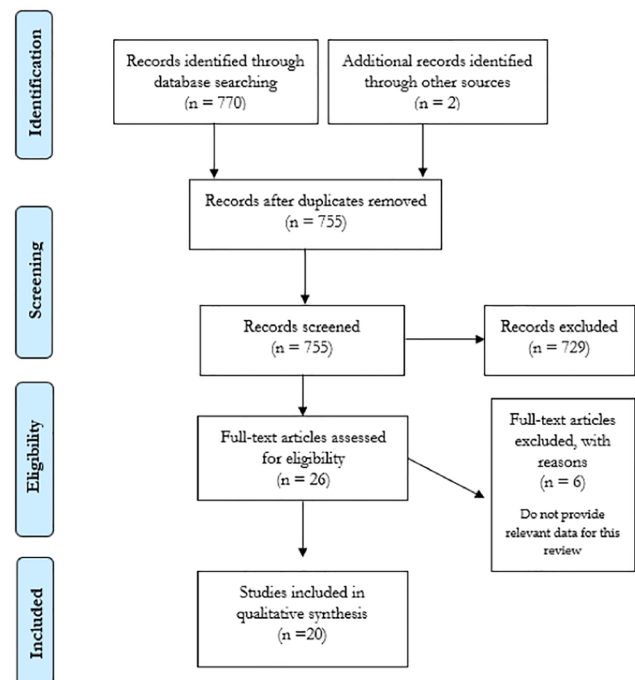 Identification
Records identified through
database searching
(n = 770)
Additional records identified
through other sources
(n = 2)
Records after duplicates removed
(n = 755)
Screening
Records screened
(n = 755)
Records excluded
(n = 729)
Eligibility
Full-text articles assessed
for eligibility
(n = 26)
Full-text articles
excluded, with
reasons
(n = 6)
Do not provide
relevant data for this
review
Included
Studies included in
qualitative synthesis
(n =20)